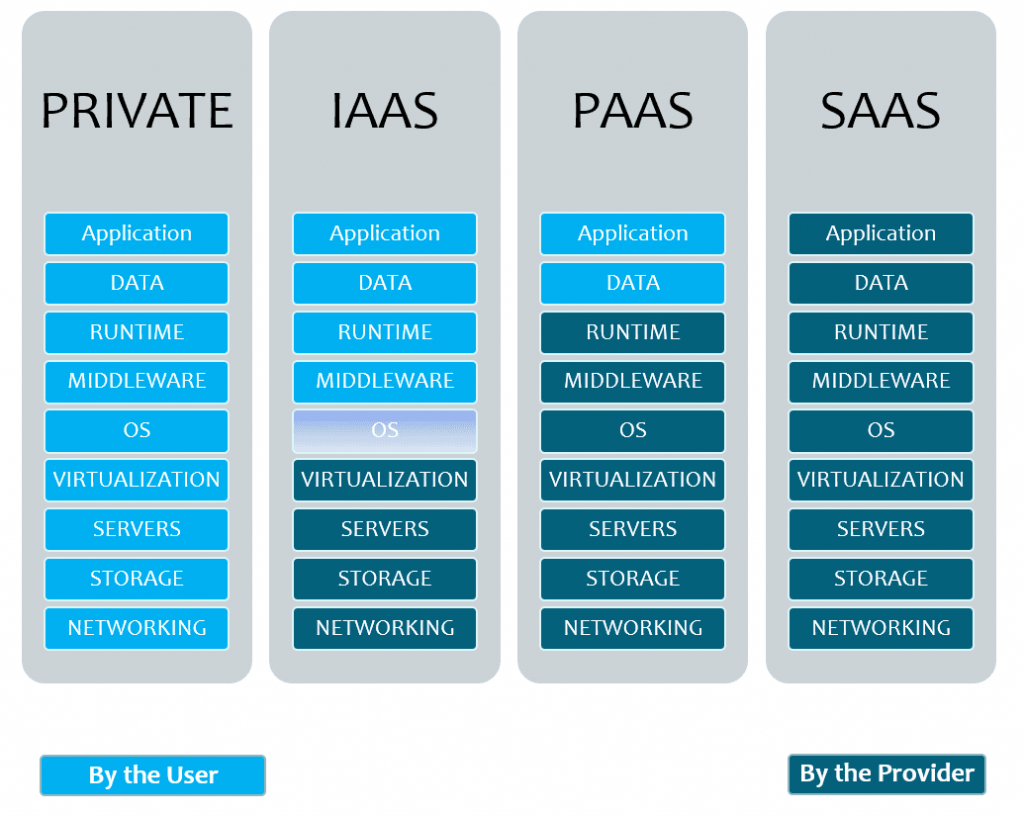 PRIVATE
Application
DATA
RUNTIME
MIDDLEWARE
OS
VIRTUALIZATION
SERVERS
STORAGE
NETWORKING
IAAS
Application
DATA
RUNTIME
MIDDLEWARE
OS
VIRTUALIZATION
SERVERS
STORAGE
NETWORKING
PAAS
Application
DATA
RUNTIME
MIDDLEWARE
OS
VIRTUALIZATION
SERVERS
STORAGE
NETWORKING
SAAS
Application
DATA
RUNTIME
MIDDLEWARE
OS
VIRTUALIZATION
SERVERS
STORAGE
NETWORKING
By the User
By the Provider